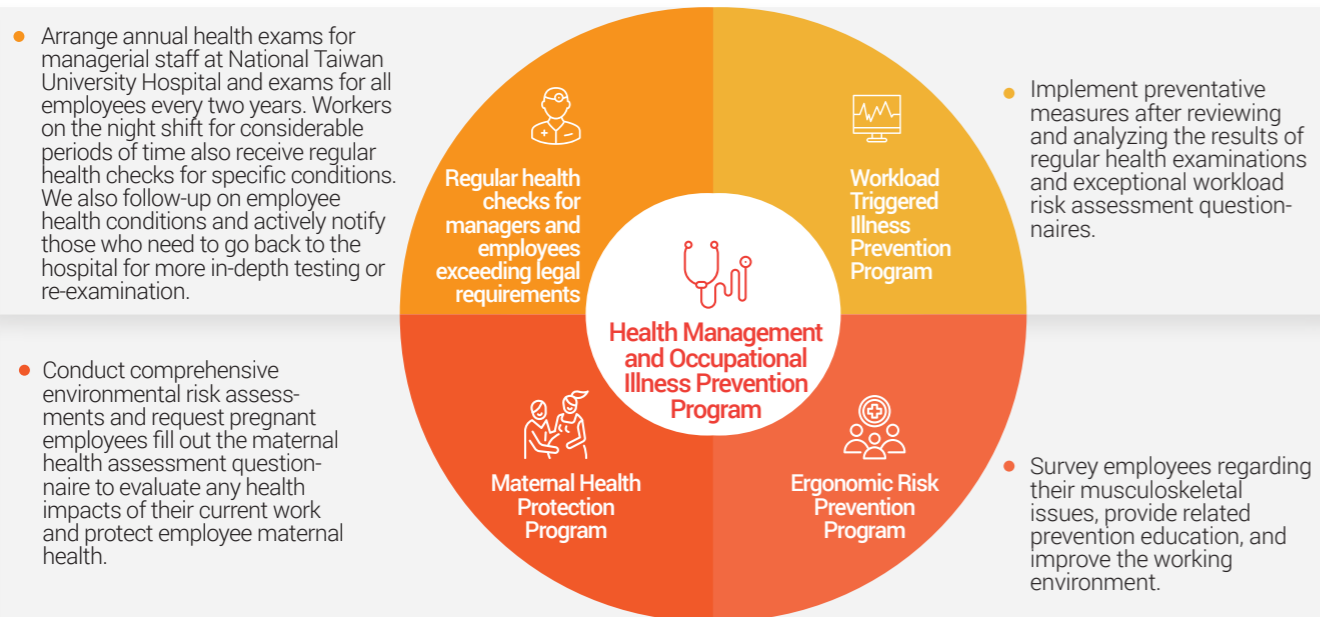 Arrange annual health exams for
managerial staff at National Taiwan
University Hospital and exams for all
employees every two years. Workers
on the night shift for considerable
periods of time also receive regular
health checks for specific conditions.
We also follow-up on employee
health conditions and actively notify
those who need to go back to the
hospital for more in-depth testing or
re-examination.
Regular health
checks for
managers and
employees
exceeding legal
requirements
Workload
Triggered
Illness
Prevention
Program
Implement preventative
measures after reviewing
and analyzing the results of
regular health examinations
and exceptional workload
risk assessment question-
naires.
Health Management
and Occupational
Illness Prevention
Program
Conduct comprehensive
environmental risk assess-
ments and request pregnant
employees fill out the maternal
health assessment question-
naire to evaluate any health
impacts of their current work
and protect employee maternal
health.
Maternal Health
Protection
Program
Ergonomic Risk
Prevention
Program
Survey employees regarding
their musculoskeletal
issues, provide related
prevention education, and
improve the working
environment.